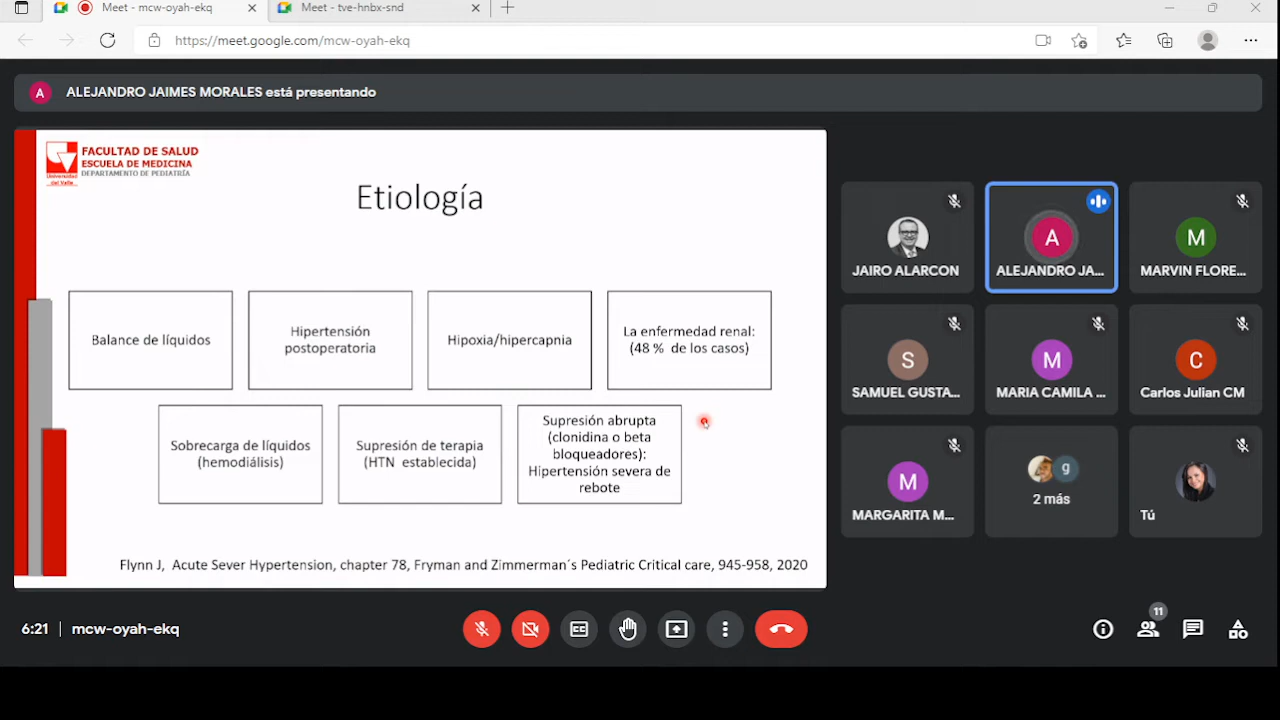 Meet - mcw-oyah-ekq
Meet - tve-hnbx-snd
https://meet.google.com/mcw-oyah-ekq
A
ALEJANDRO JAIMES MORALES está presentando
FACULTAD DE SALUD
ESCUELA DE MEDICINA
DEPARTAMENTO DE PEDIATRÍA
Universidad
del Valle
Etiología
Balance de líquidos
Hipertensión
postoperatoria
Hipoxia/hipercapnia
La enfermedad renal:
(48 % de los casos)
Sobrecarga de líquidos
(hemodiálisis)
Supresión de terapia
(HTN establecida)
Supresión abrupta
(clonidina o beta
bloqueadores):
Hipertensión severa de
rebote
Flynn J, Acute Sever Hypertension, chapter 78, Fryman and Zimmerman´s Pediatric Critical care, 945-958, 2020
JAIRO ALARCON
A
ALEJANDRO JA...
M
MARVIN FLORE...
S
SAMUEL GUSTA...
M
MARIA CAMILA ...
C
Carlos Julian CM
M
MARGARITA M...
g
2 más
Tú
6:21
mcw-oyah-ekq
CC
11